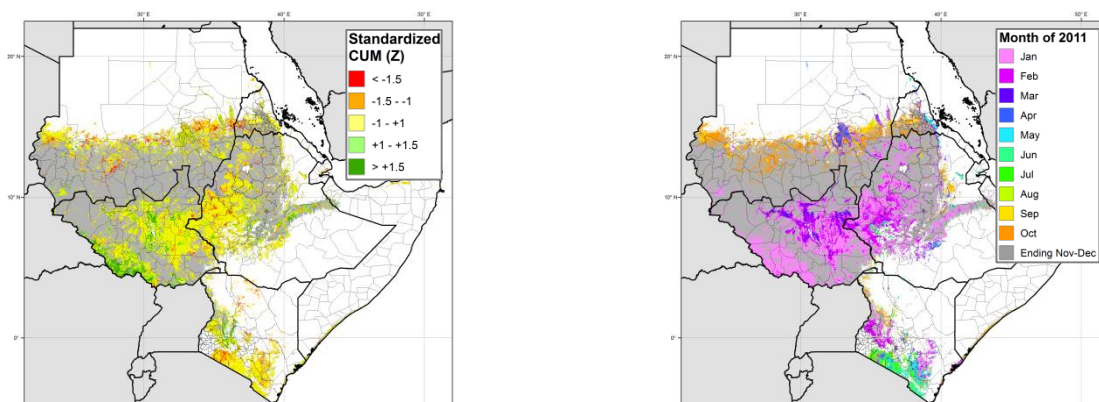 30° E
40° E
50° E
20° N
10° N
0°
Standardized
CUM (Z)
< -1.5
-1.5 - -1
-1 - +1
+1 - +1.5
> +1.5
30° E
40° E
50° E
20° N
10° N
0°
Month of 2011
Jan
Feb
Mar
Apr
May
Jun
Jul
Aug
Sep
Oct
Ending Nov-Dec